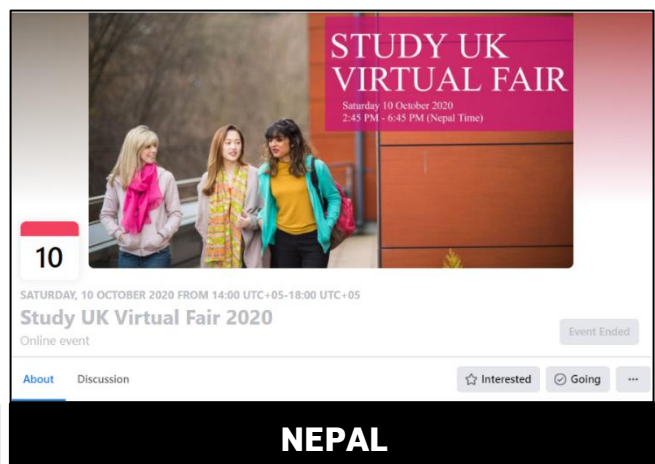 STUDY UK
VIRTUAL FAIR
Saturday 10 October 2020
2:45 PM - 6:45 PM (Nepal Time)
10
SATURDAY, 10 OCTOBER 2020 FROM 14:00 UTC+05-18:00 UTC+05
Study UK Virtual Fair 2020
Online event
Event Ended
About Discussion
Interested Going ...
NEPAL